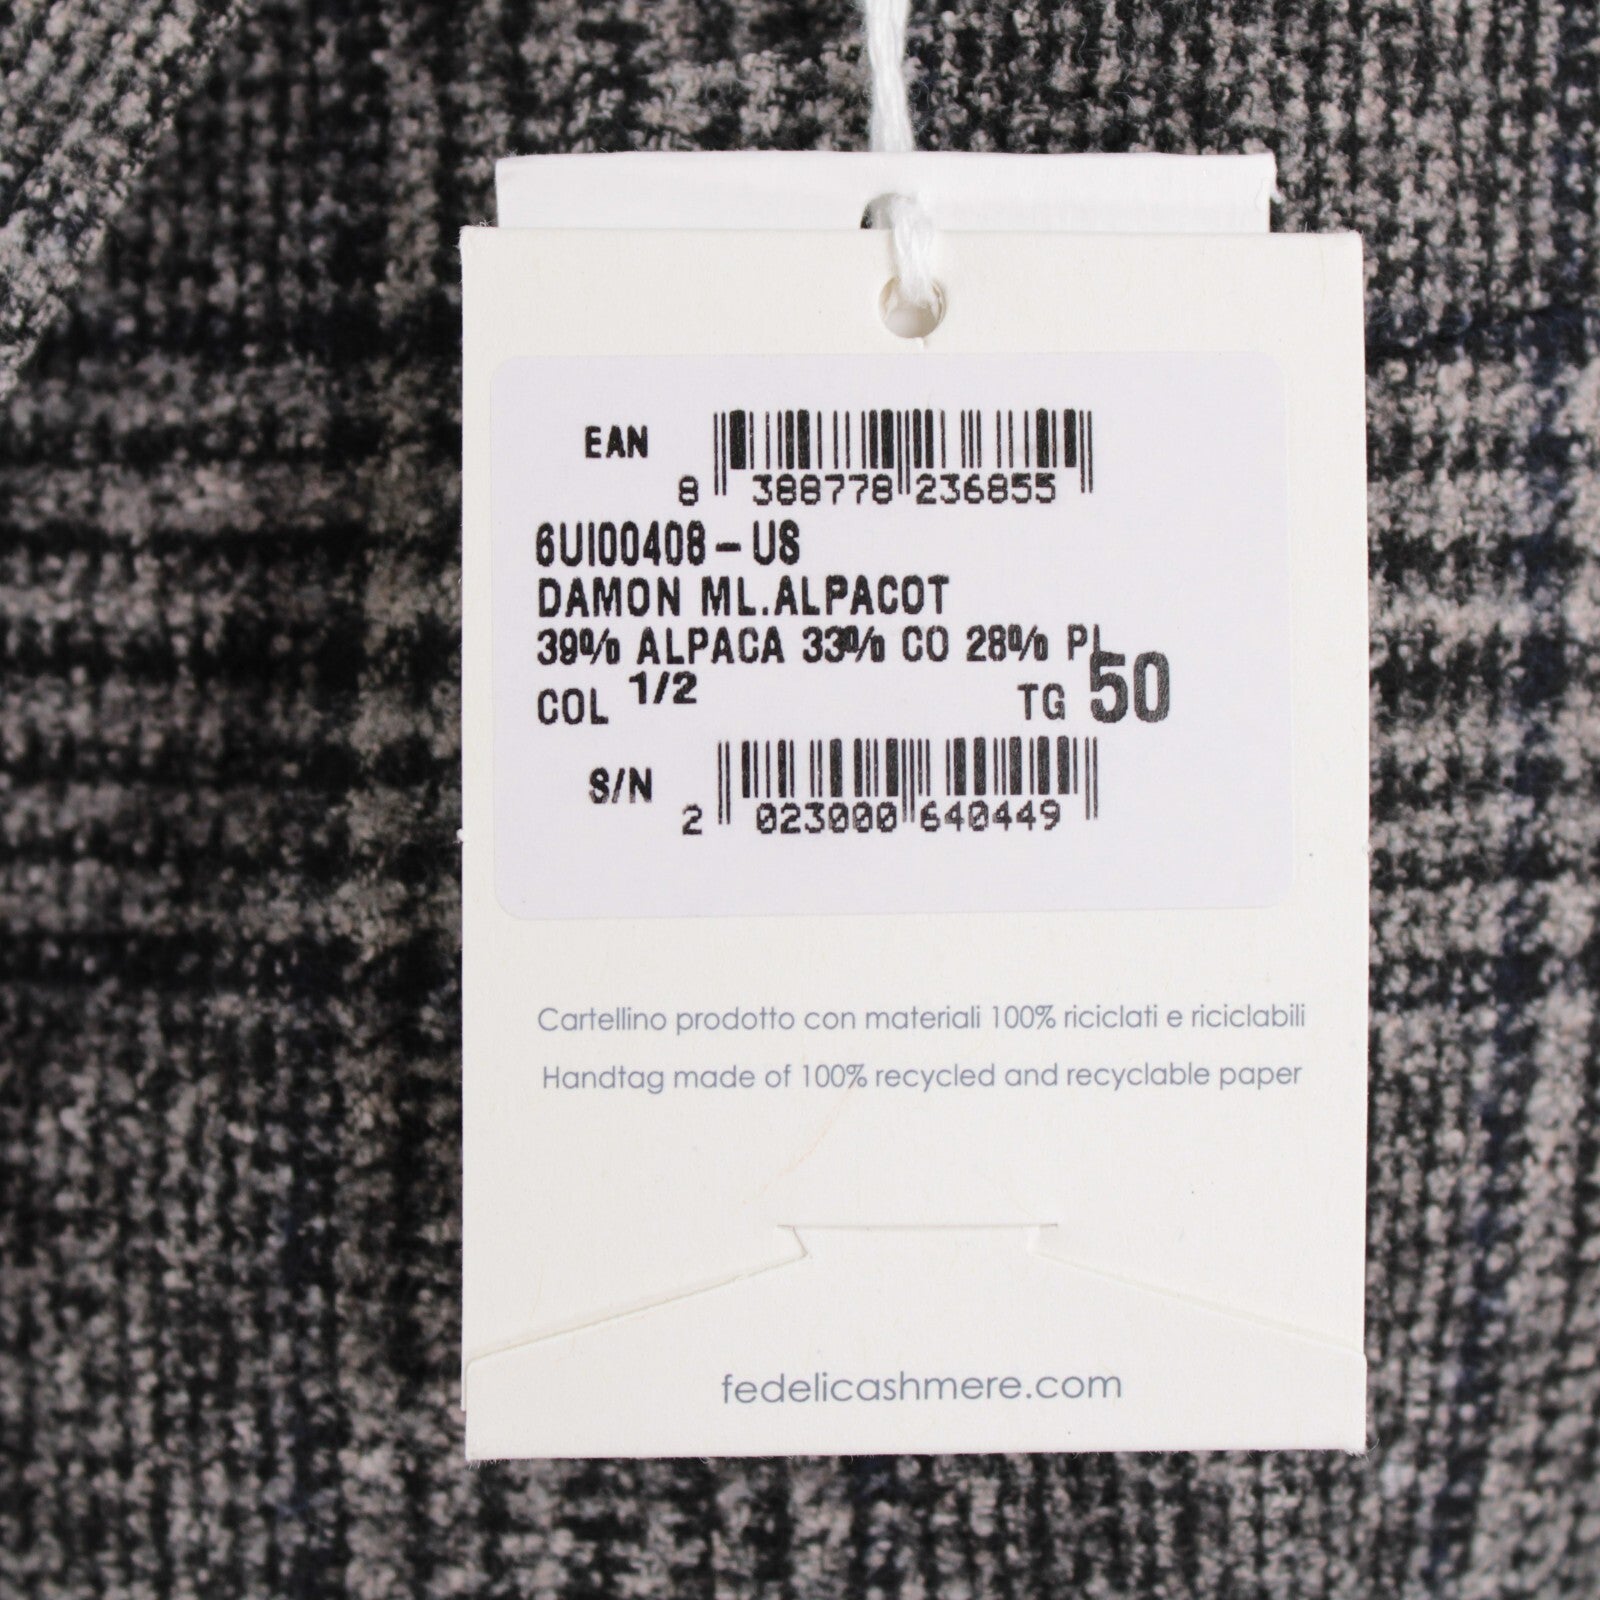 EAN
8 388778 236855
6UI00408-US
DAMON ML.ALPACOT
39% ALPACA 33% CO 28% PL
COL 1/2 TG 50
S/N
2 023000 640449
Cartellino prodotto con materiali 100% riciclati e riciclabili
Handtag made of 100% recycled and recyclable paper
fedelicashmere.com